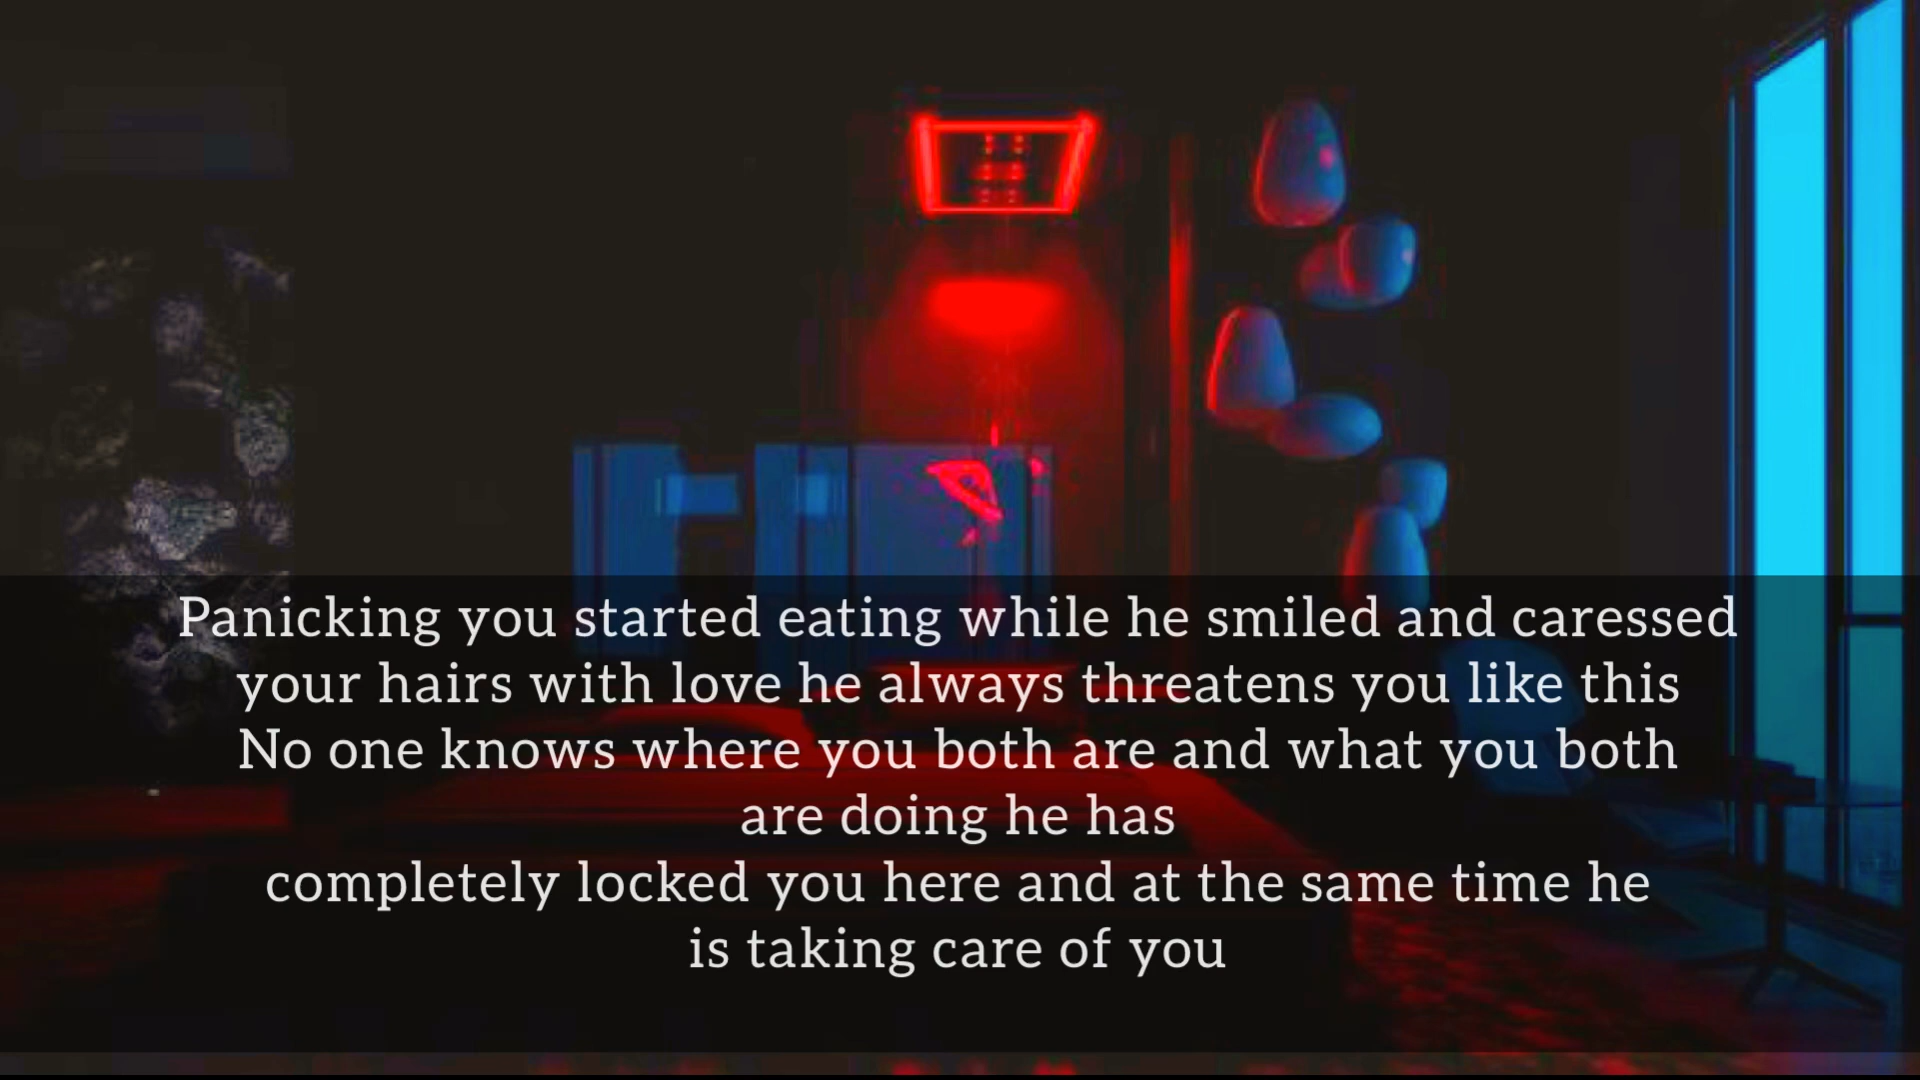 Panicking you started eating while he smiled and caressed
your hairs with love he always threatens you like this
No one knows where you both are and what you both
are doing he has
completely locked you here and at the same time he
is taking care of you